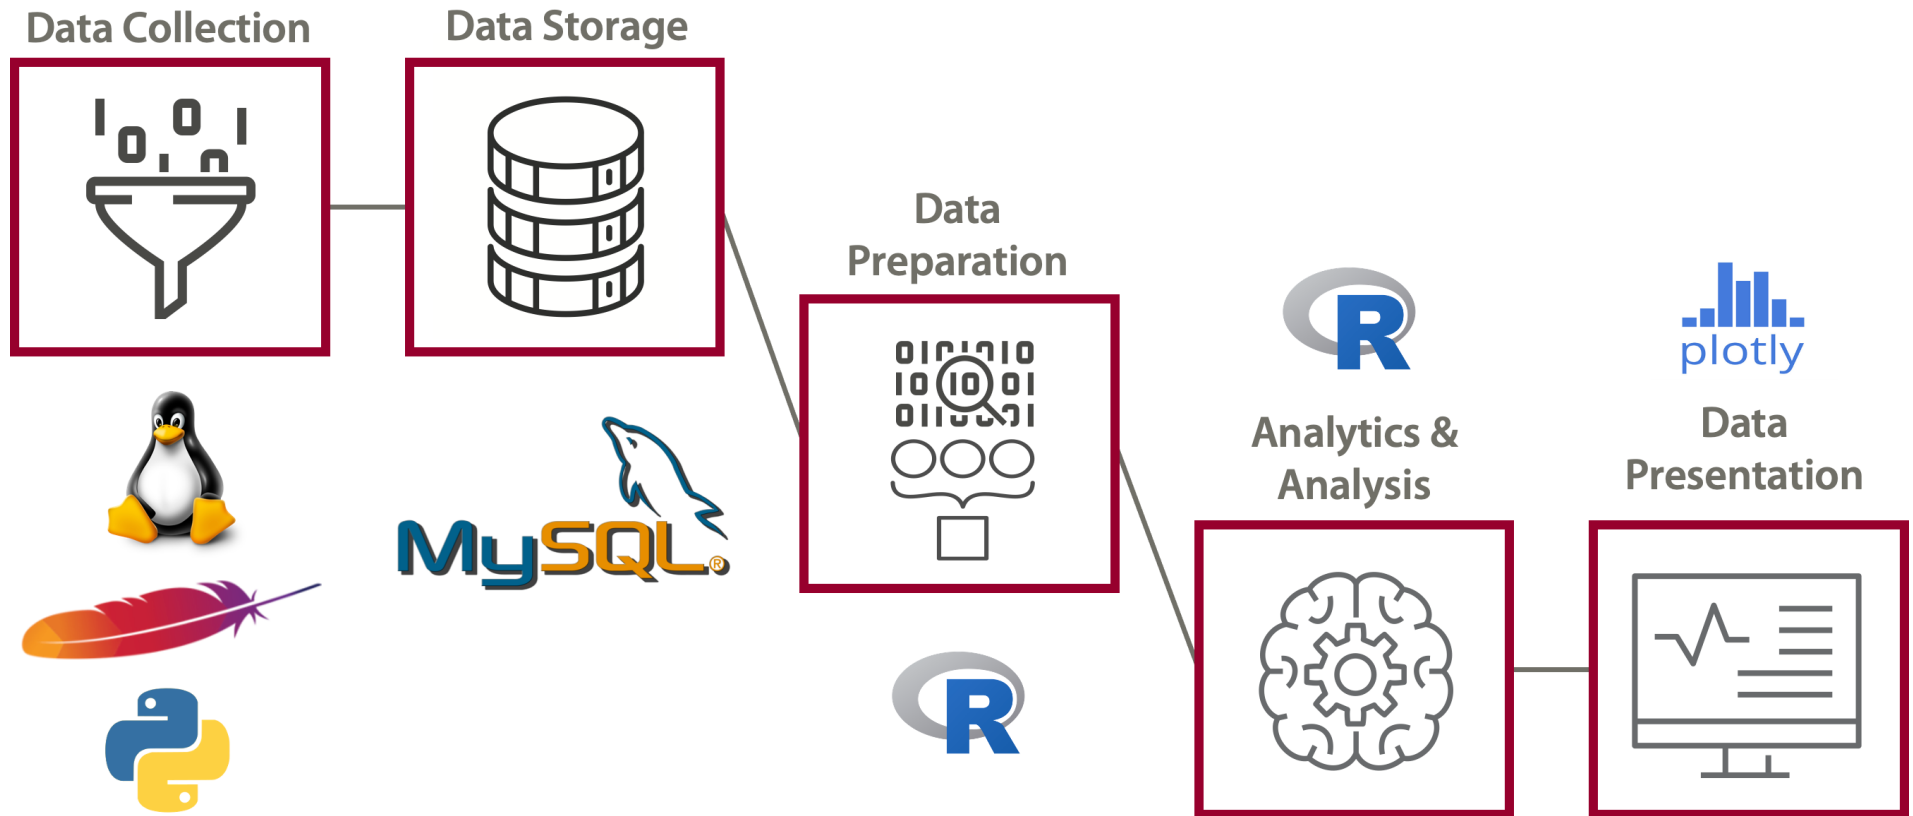 Data Collection
Data Storage
Data
Preparation
Analytics &
Analysis
Data
Presentation
MySQL®
R
R
plotly